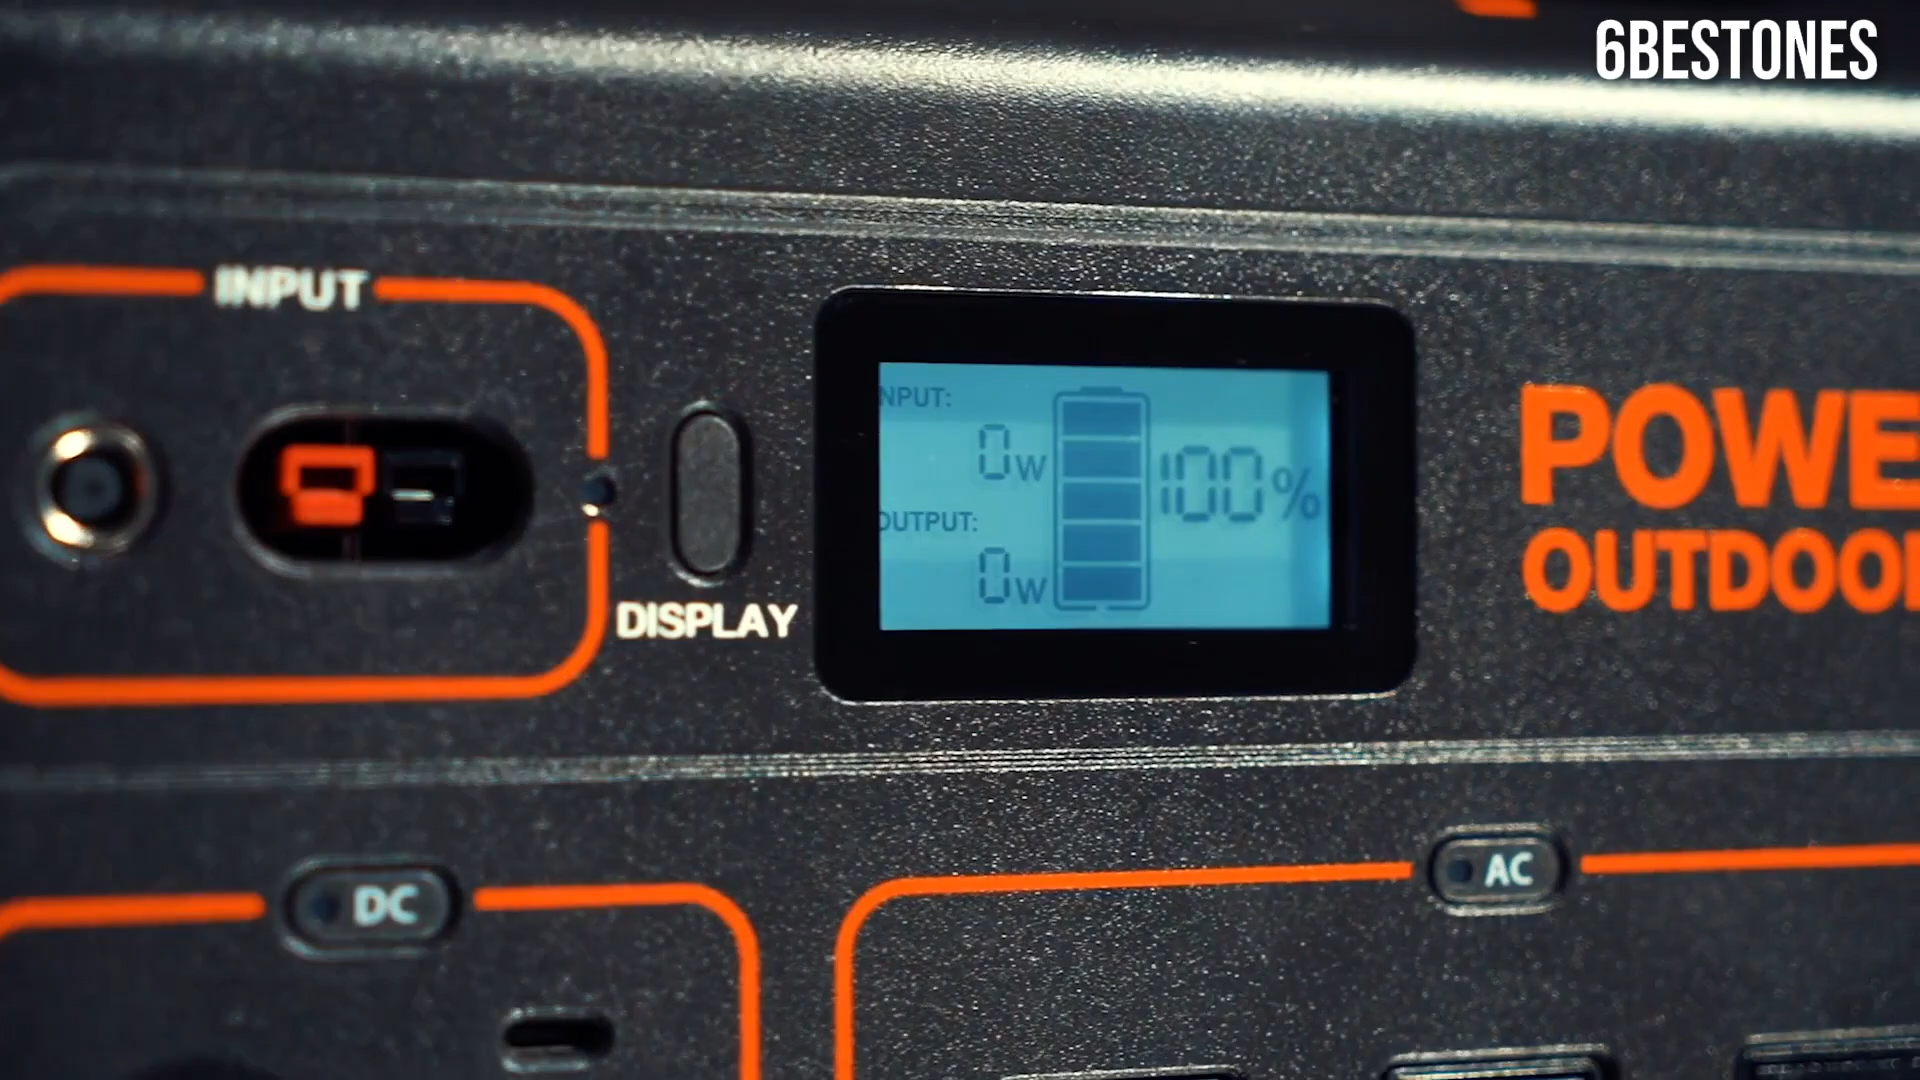 6BESTONES
INPUT
NPUT:
0W
100%
OUTPUT:
0W
DISPLAY
POWE
OUTDOO
DC
AC